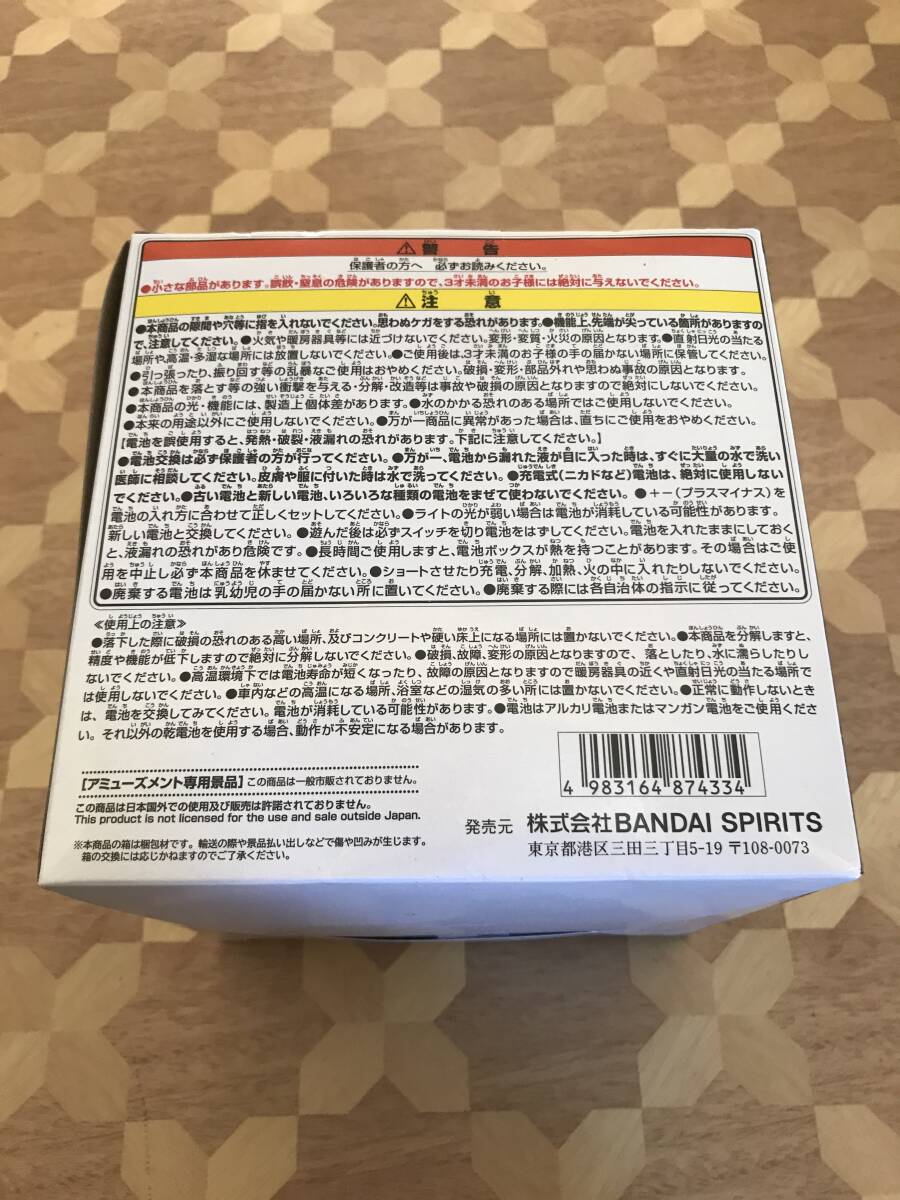 ⚠警告
保護者の方へ 必ずお読みください。
●小さな部品があります。誤飲・窒息の危険がありますので、3才未満のお子様には絶対に与えないでください。
⚠注意
●本商品の隙間や穴等に指を入れないでください。思わぬケガをする恐れがあります。●機能上、先端が尖っている箇所がありますの
で、注意してください。●火気や暖房器具等には近づけないでください。変形・変質・火災の原因となります。●直射日光の当たる
場所や、高温・多湿な場所には放置しないでください。●ご使用後は、3才未満のお子様の手の届かない場所に保管してください。
●引っ張ったり、振り回す等の乱暴なご使用はおやめください。破損・変形・部品外れや思わぬ事故の原因となります。
●本商品を落とす等の強い衝撃を与える・分解・改造等は事故や破損の原因となりますので絶対にしないでください。
●本商品の光・機能には、製造上個体差があります。●水のかかる恐れのある場所ではご使用しないでください。
●本来の用途以外にご使用しないでください。●万が一商品に異常があった場合は、直ちにご使用をおやめください。
【電池を誤使用すると、発熱・破裂・液漏れの恐れがあります。下記に注意してください。】
●電池交換は必ず保護者の方が行ってください。●万が一、電池から漏れた液が目に入った時は、すぐに大量の水で洗い
医師に相談してください。皮膚や服に付いた時は水で洗ってください。●充電式(ニカドなど)電池は、絶対に使用しない
でください。●古い電池と新しい電池、いろいろな種類の電池をまぜて使わないでください。●+−(プラスマイナス)を
電池の入れ方に合わせて正しくセットしてください。●ライトの光が弱い場合は電池が消耗している可能性があります。
新しい電池と交換してください。●遊んだ後は必ずスイッチを切り電池をはずしてください。電池を入れたままにしておく
と、液漏れの恐れがあり危険です。●長時間ご使用しますと、電池ボックスが熱を持つことがあります。その場合はご使
用を中止し必ず本商品を休ませてください。●ショートさせたり充電、分解、加熱、火の中に入れたりしないでください。
●廃棄する電池は乳幼児の手の届かない所に置いてください。●廃棄する際には各自治体の指示に従ってください。
≪使用上の注意≫
●落下した際に破損の恐れのある高い場所、及びコンクリートや硬い床上になる場所には置かないでください。●本商品を分解しますと、
精度や機能が低下しますので絶対に分解しないでください。●破損、故障、変形の原因となりますので、落としたり、水に濡らしたりし
ないでください。●高温環境下では電池寿命が短くなったり、故障の原因となりますので暖房器具の近くや直射日光の当たる場所で
は使用しないでください。●車内などの高温になる場所、浴室などの湿気の多い所には置かないでください。●正常に動作しないとき
は、電池を交換してみてください。電池が消耗している可能性があります。●電池はアルカリ電池またはマンガン電池をご使用くださ
い。それ以外の乾電池を使用する場合、動作が不安定になる場合があります。
[アミューズメント専用景品] この商品は一般市販されておりません。
この商品は日本国外での使用及び販売は許諾されておりません。
This product is not licensed for the use and sale outside Japan.
※本商品の箱は梱包材です。輸送の際や景品払い出しなどで傷や凹みが生じます。
箱の交換には応じかねますのでご了承ください。
4 983164 874334
発売元 株式会社BANDAI SPIRITS
東京都港区三田三丁目5-19 〒108-0073